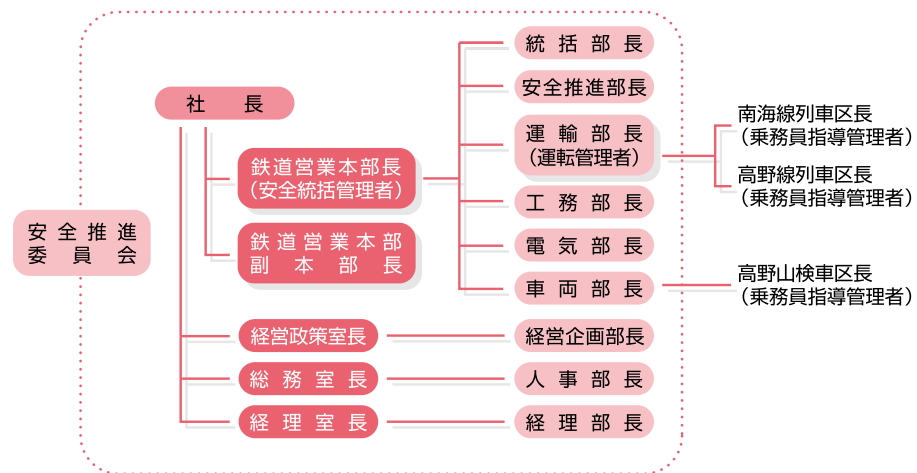 安全推進
委員会
社長
鉄道営業本部長
（安全統括管理者）
鉄道営業本部
副本部長
経営政策室長
総務室長
経理室長
統括部長
安全推進部長
運輸部長
（運転管理者）
工務部長
電気部長
車両部長
経営企画部長
人事部長
経理部長
南海線列車区長
（乗務員指導管理者）
高野線列車区長
（乗務員指導管理者）
高野山検車区長
（乗務員指導管理者）